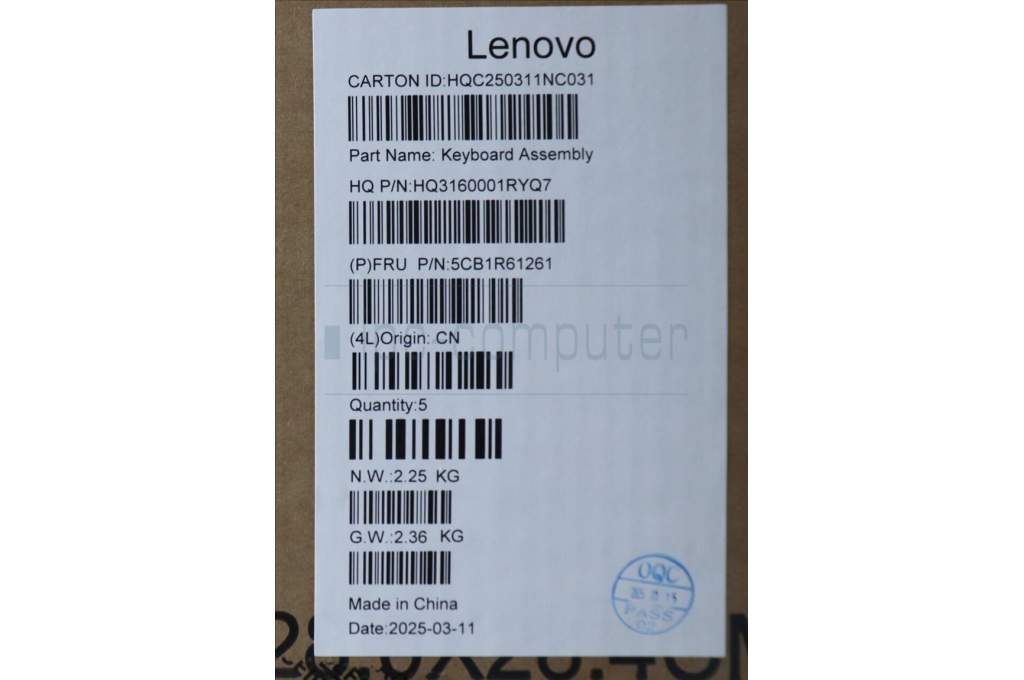 Lenovo
CARTON ID:HQC250311NC031
Part Name: Keyboard Assembly
HQ P/N:HQ3160001RYQ7
(P)FRU P/N:5CB1R61261
computer
(4L)Origin: CN
Quantity:5
N.W.:2.25 KG
G.W.:2.36 KG
OQC
PASS
02
Made in China
Date:2025-03-11